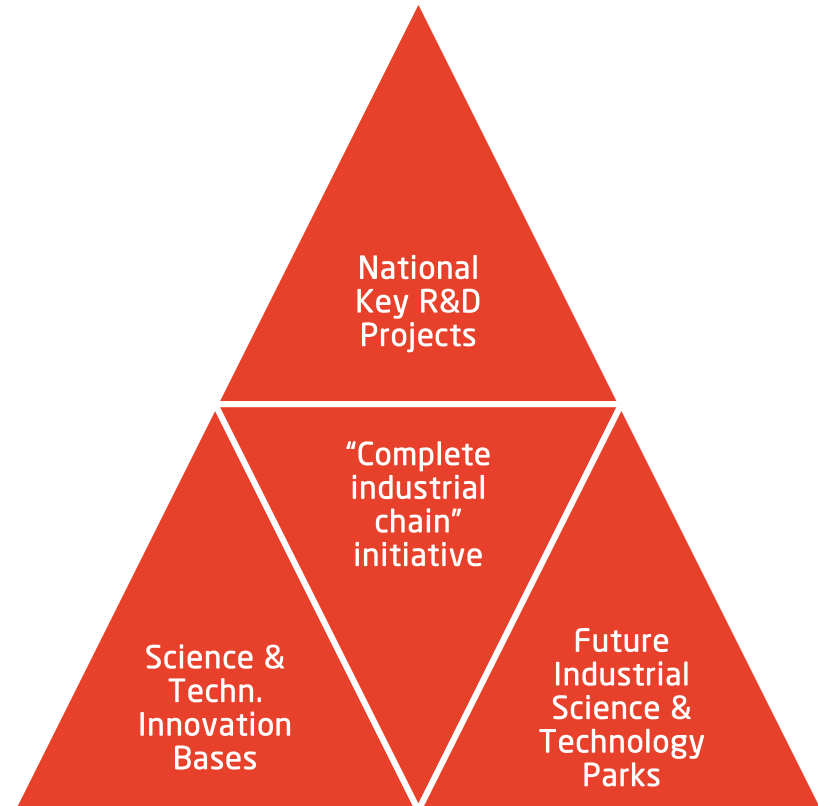 National
Key R&D
Projects
“Complete
industrial
chain”
initiative
Science &
Techn.
Innovation
Bases
Future
Industrial
Science &
Technology
Parks